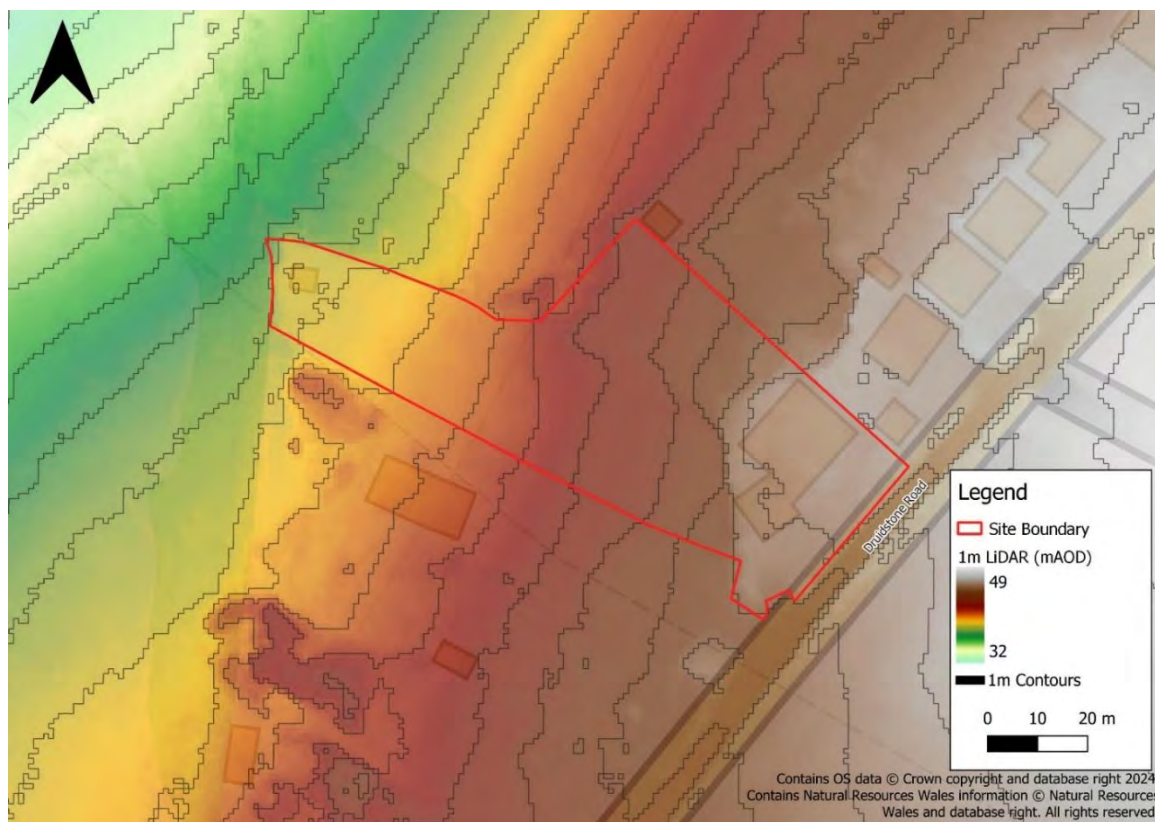 Druidstone Road
Legend
Site Boundary
1m LiDAR (mAOD)
49
32
1m Contours
0 10 20 m
Contains OS data © Crown copyright and database right 2024
Contains Natural Resources Wales information © Natural Resources
Wales and database right. All rights reserved